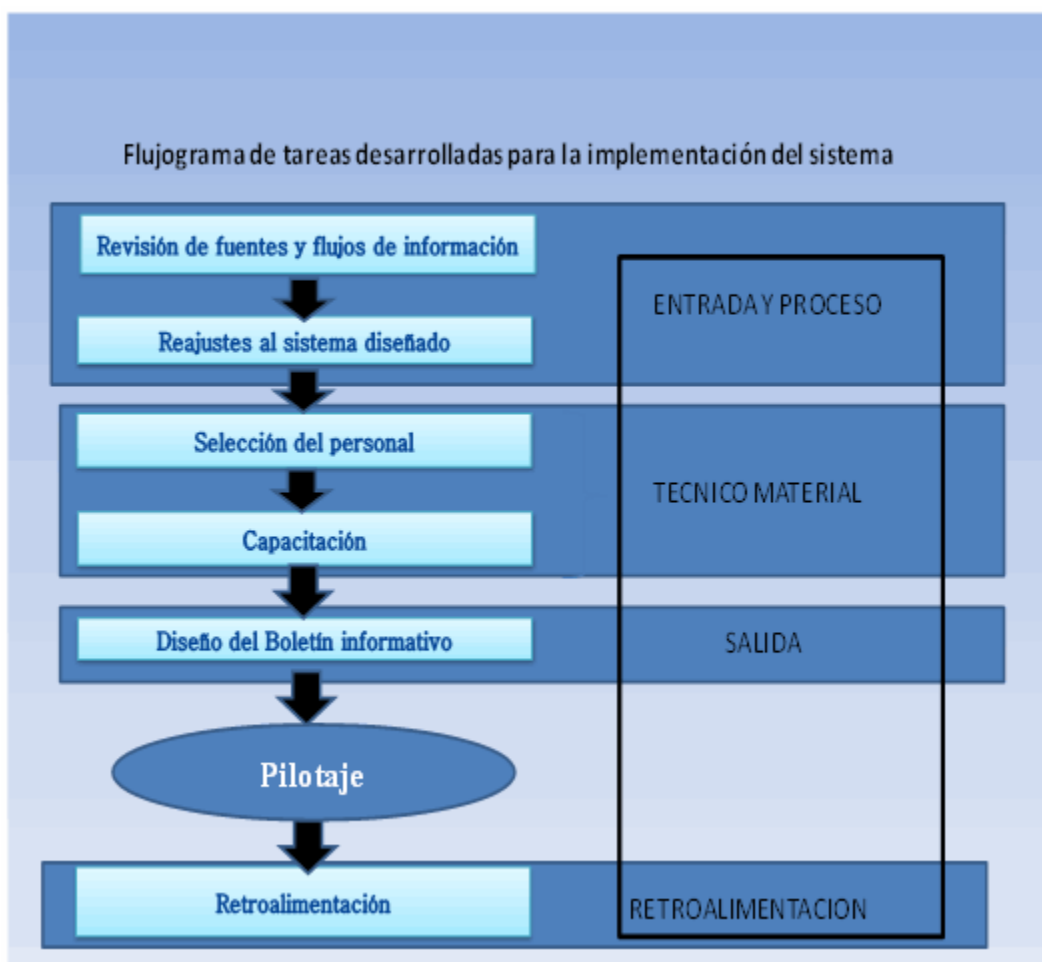 Flujograma de tareas desarrolladas para la implementación del sistema
Revisión de fuentes y flujos de información
ENTRADA Y PROCESO
Reajustes al sistema diseñado
Selección del personal
TECNICO MATERIAL
Capacitación
Diseño del Boletín informativo
SALIDA
Pilotaje
Retroalimentación
RETROALIMENTACION